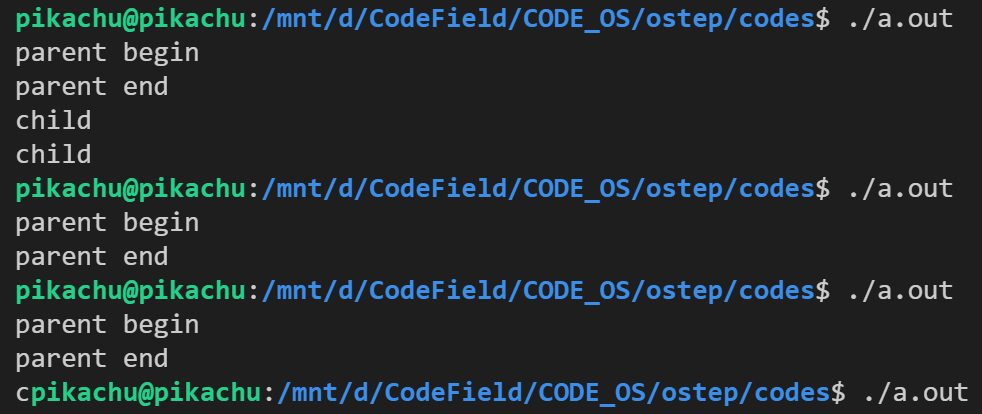 pikachu@pikachu:/mnt/d/CodeField/CODE_OS/ostep/codes$ ./a.out
parent begin
parent end
child
child
pikachu@pikachu:/mnt/d/CodeField/CODE_OS/ostep/codes$ ./a.out
parent begin
parent end
pikachu@pikachu:/mnt/d/CodeField/CODE_OS/ostep/codes$ ./a.out
parent begin
parent end
cpikachu@pikachu:/mnt/d/CodeField/CODE_OS/ostep/codes$ ./a.out